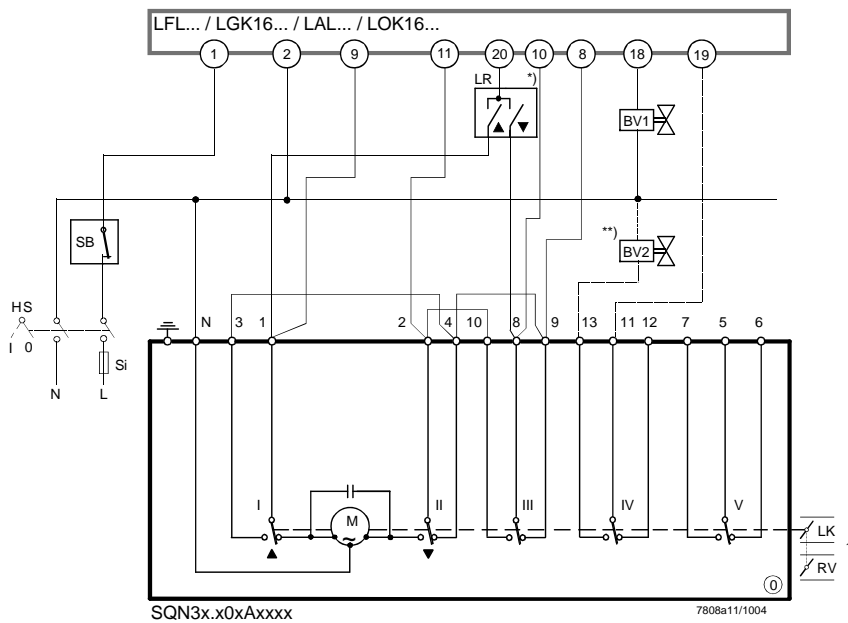 LFL... / LGK16... / LAL... / LOK16...
1 2 9 11 20 10 8 18 19
LR *)
BV1
SB
**)
BV2
HS
I 0
Si
N L
N 3 1 2 4 10 8 9 13 11 12 7 5 6
I II III IV V
M
~
LK
RV
0
SQN3x.x0xAxxxx
7808a11/1004